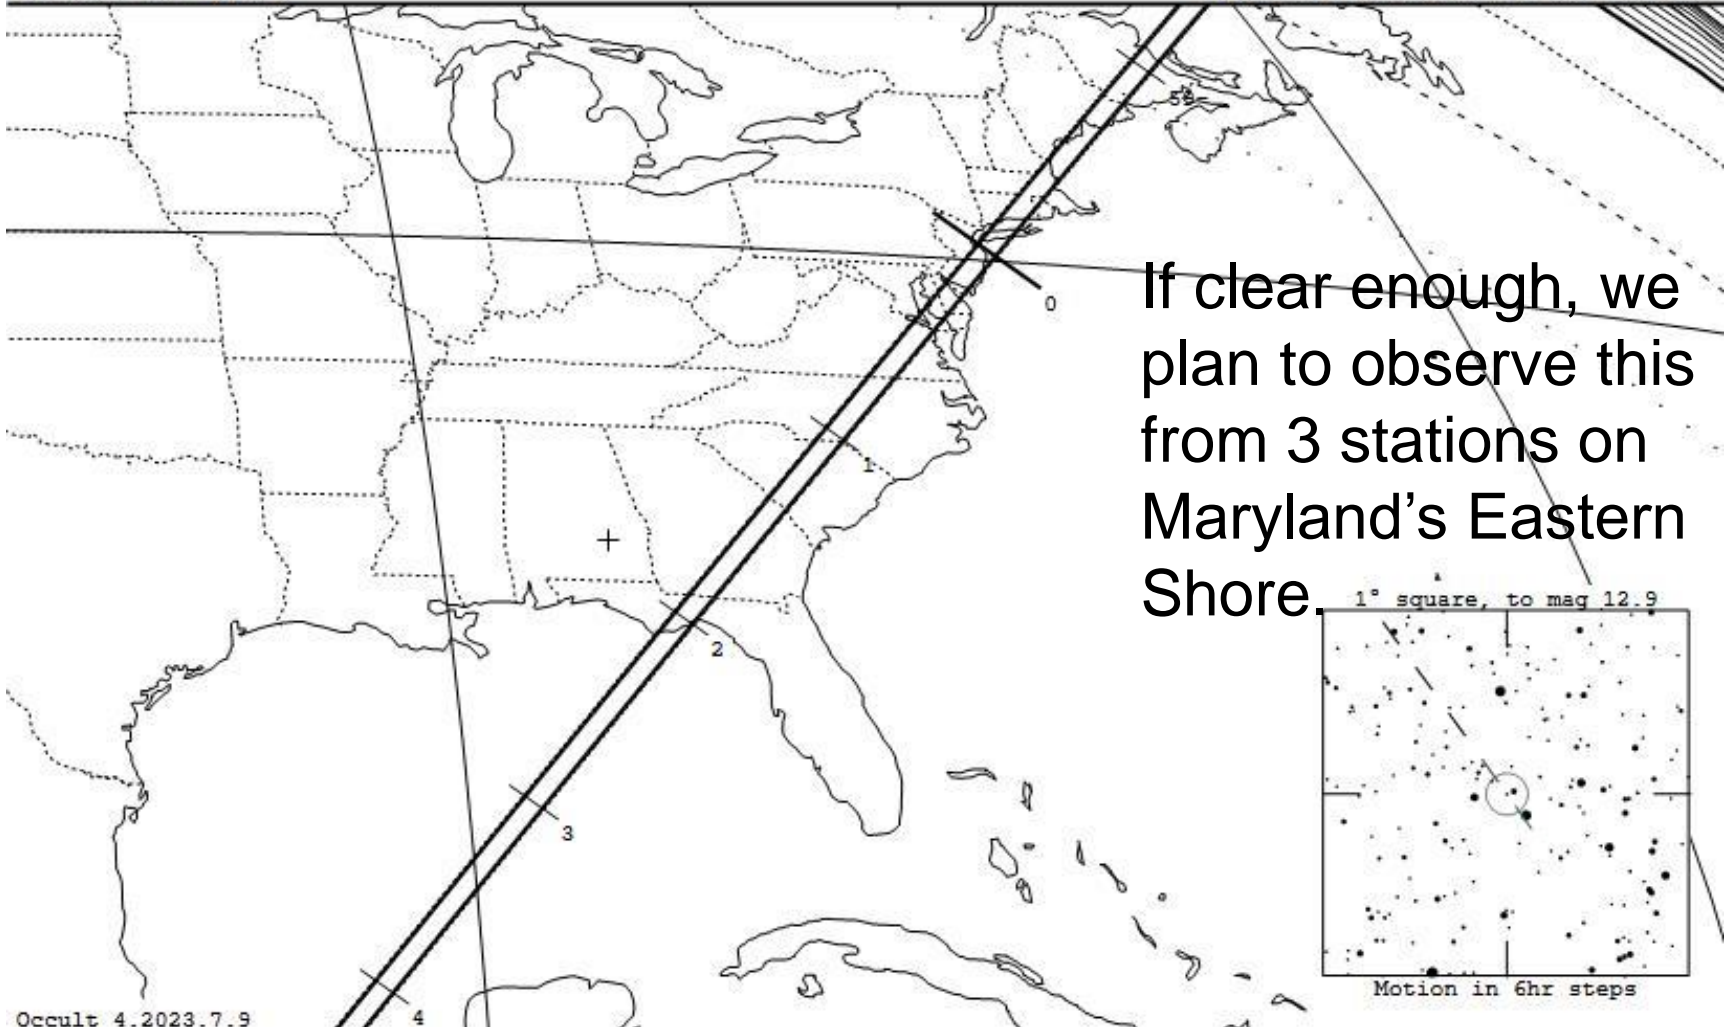 59
0
If clear enough, we
plan to observe this
from 3 stations on
Maryland’s Eastern
Shore.
1
1° square, to mag 12.9
2
3
Motion in 6hr steps
4
Occult 4.2023.7.9